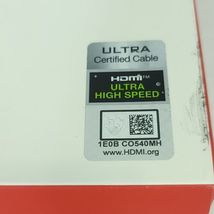 ULTRA
Certified Cable
HDMI™
ULTRA
HIGH SPEED
1E0B CO540MH
www.HDMI.org